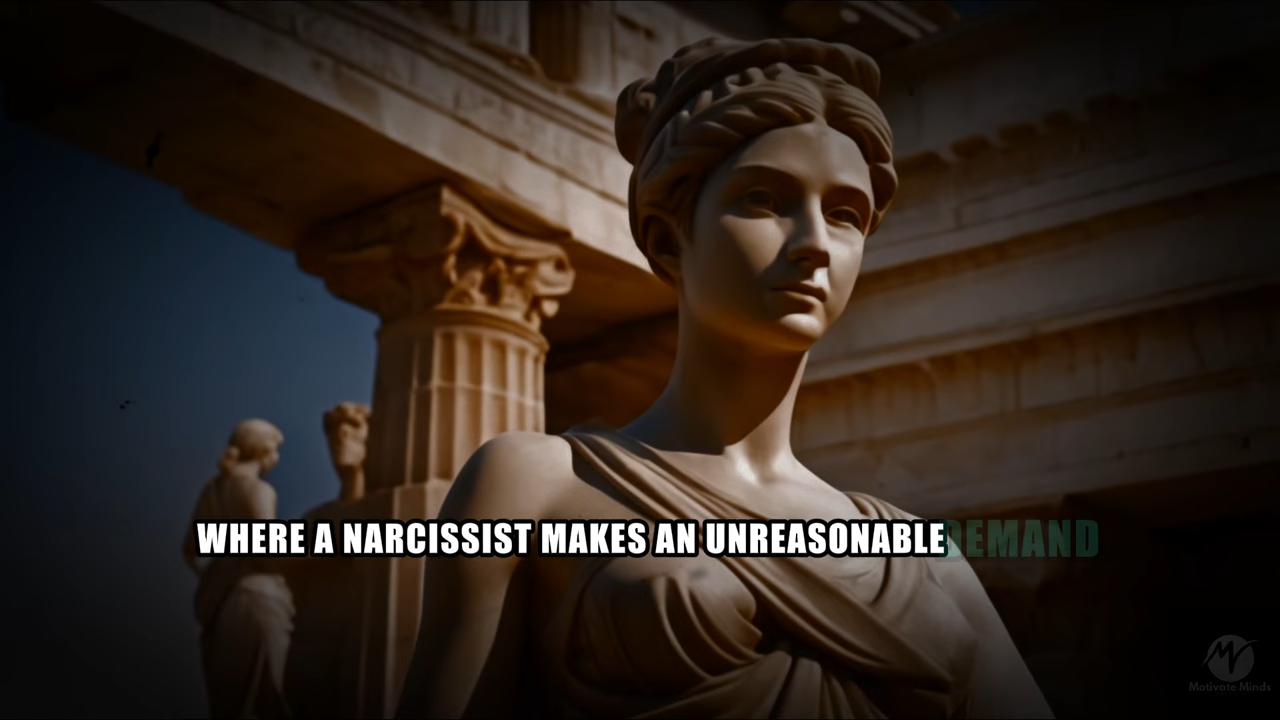 WHERE A NARCISSIST MAKES AN UNREASONABLE DEMAND
Motivate Minds